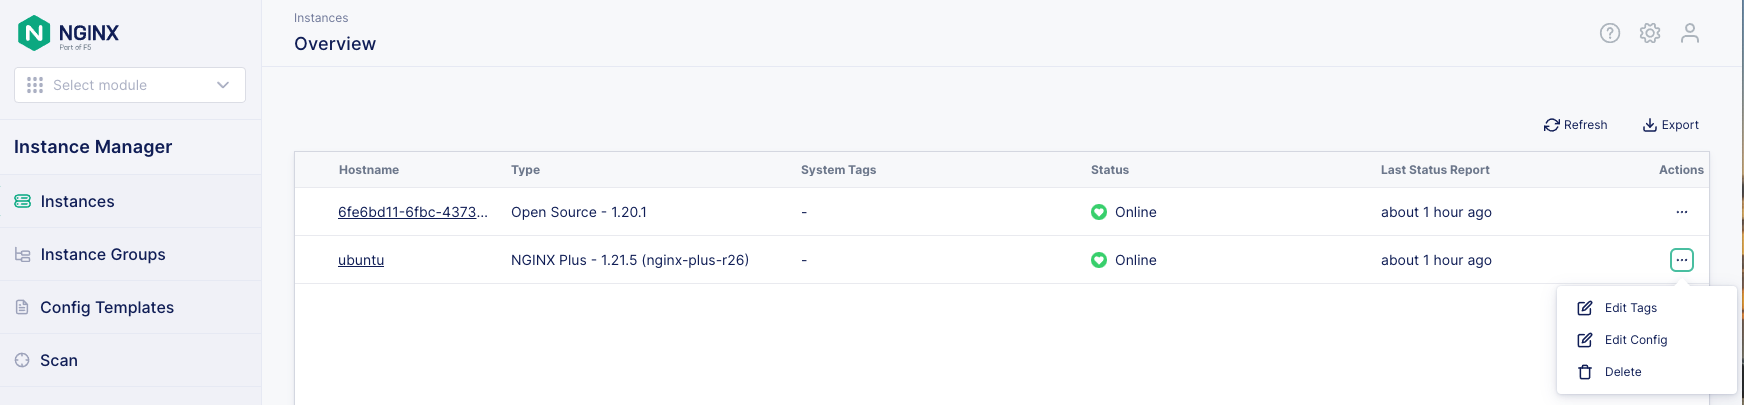 NGINX
Part of F5
Select module
Instance Manager
Instances
Instance Groups
Config Templates
Scan
Instances
Overview
Refresh Export
Hostname Type System Tags Status Last Status Report Actions
6fe6bd11-6fbc-4373... Open Source - 1.20.1 - Online about 1 hour ago ...
ubuntu NGINX Plus - 1.21.5 (nginx-plus-r26) - Online about 1 hour ago ...
Edit Tags
Edit Config
Delete